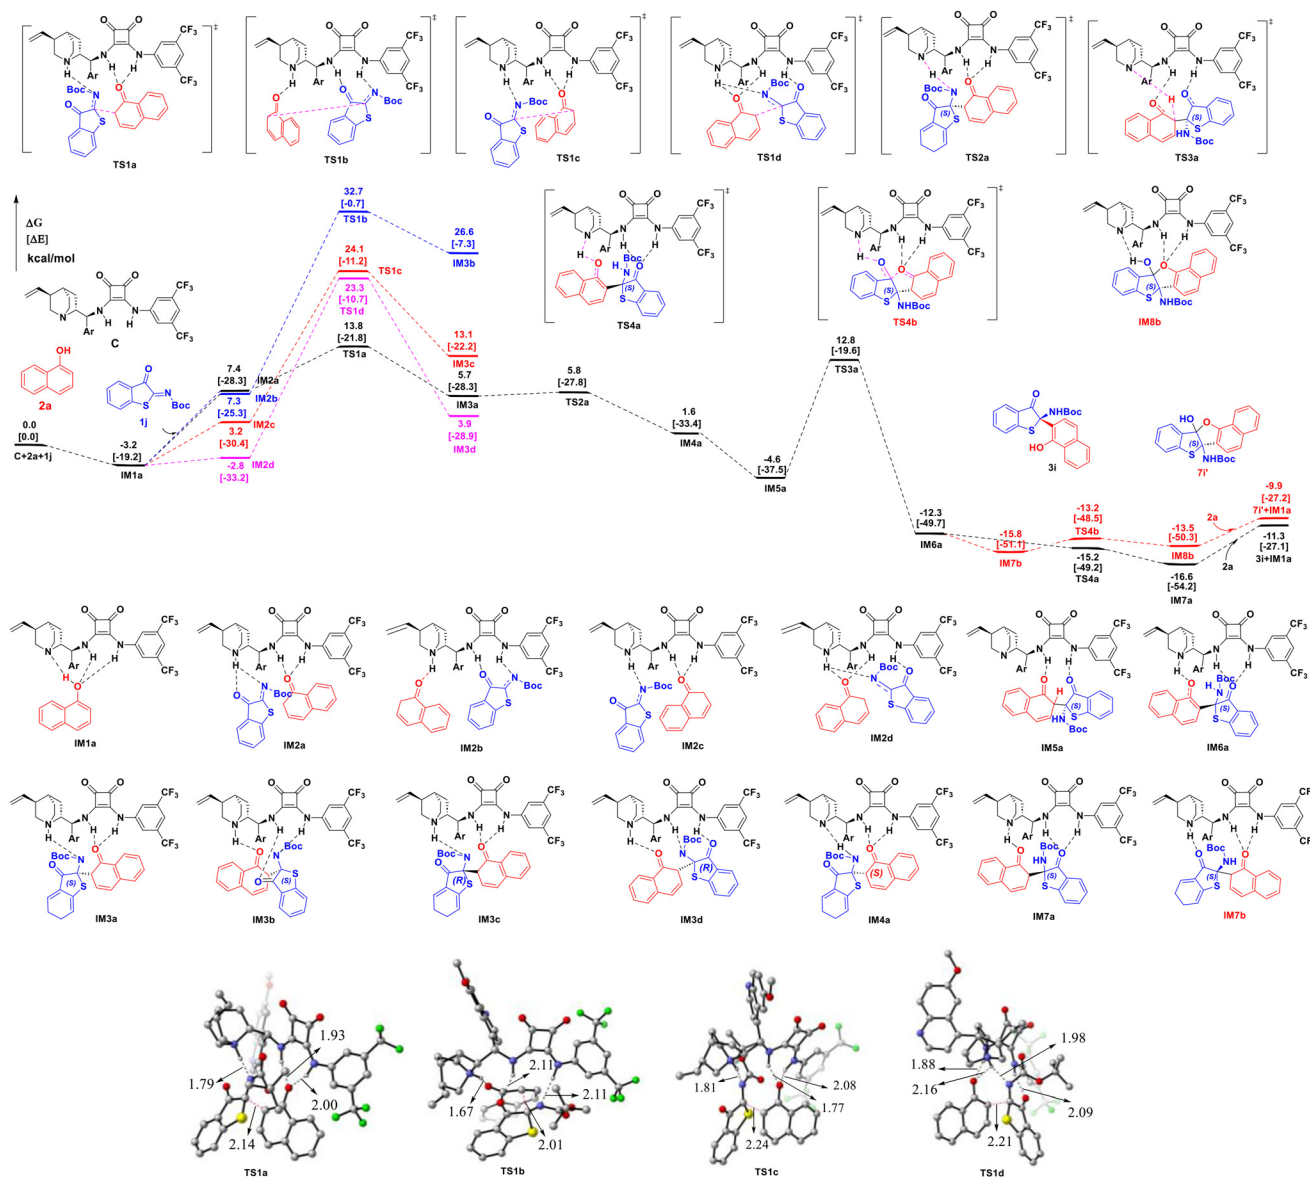 TS1a
TS1b
TS1c
TS1d
TS2a
TS3a
ΔG
[ΔE]
kcal/mol
C
OH
2a
1j
0.0
[0.0]
C+2a+1j
-3.2
[-19.2]
IM1a
7.4
[-28.3]
IM2a
IM2b
7.3
[-25.3]
IM2c
3.2
[-30.4]
IM2d
-2.8
[-33.2]
32.7
[-0.7]
TS1b
24.1
[-11.2]
TS1c
23.3
[-10.7]
TS1d
13.8
[-21.8]
TS1a
26.6
[-7.3]
IM3b
13.1
[-22.2]
IM3c
5.7
[-28.3]
IM3a
3.9
[-28.9]
IM3d
TS4a
5.8
[-27.8]
TS2a
1.6
[-33.4]
IM4a
-4.6
[-37.5]
IM5a
TS4b
12.8
[-19.6]
TS3a
-12.3
[-49.7]
IM6a
-15.8
[-51.1]
IM7b
IM8b
3i
7i'
-13.2
[-48.5]
TS4b
-15.2
[-49.2]
TS4a
-13.5
[-50.3]
IM8b
-16.6
[-54.2]
IM7a
2a
2a
-9.9
[-27.2]
7i'+IM1a
-11.3
[-27.1]
3i+IM1a
IM1a
IM2a
IM2b
IM2c
IM2d
IM5a
IM6a
IM3a
IM3b
IM3c
IM3d
IM4a
IM7a
IM7b
1.93
1.79
2.00
2.14
TS1a
2.11
2.11
1.67
2.01
TS1b
1.81
2.08
1.77
2.24
TS1c
1.98
1.88
2.16
2.09
2.21
TS1d